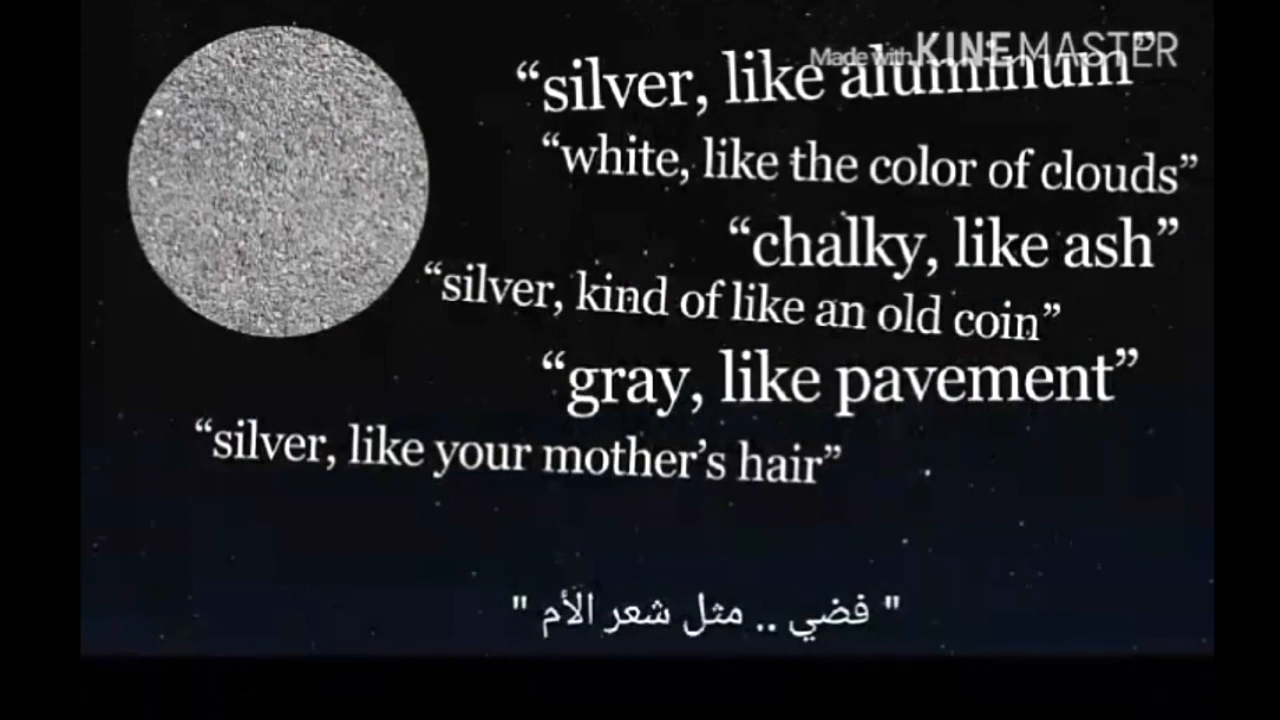 Made with KINEMASTER
“silver, like aluminum”
“white, like the color of clouds”
“chalky, like ash”
“silver, kind of like an old coin”
“gray, like pavement”
“silver, like your mother’s hair”
" فضي .. مثل شعر الأم "